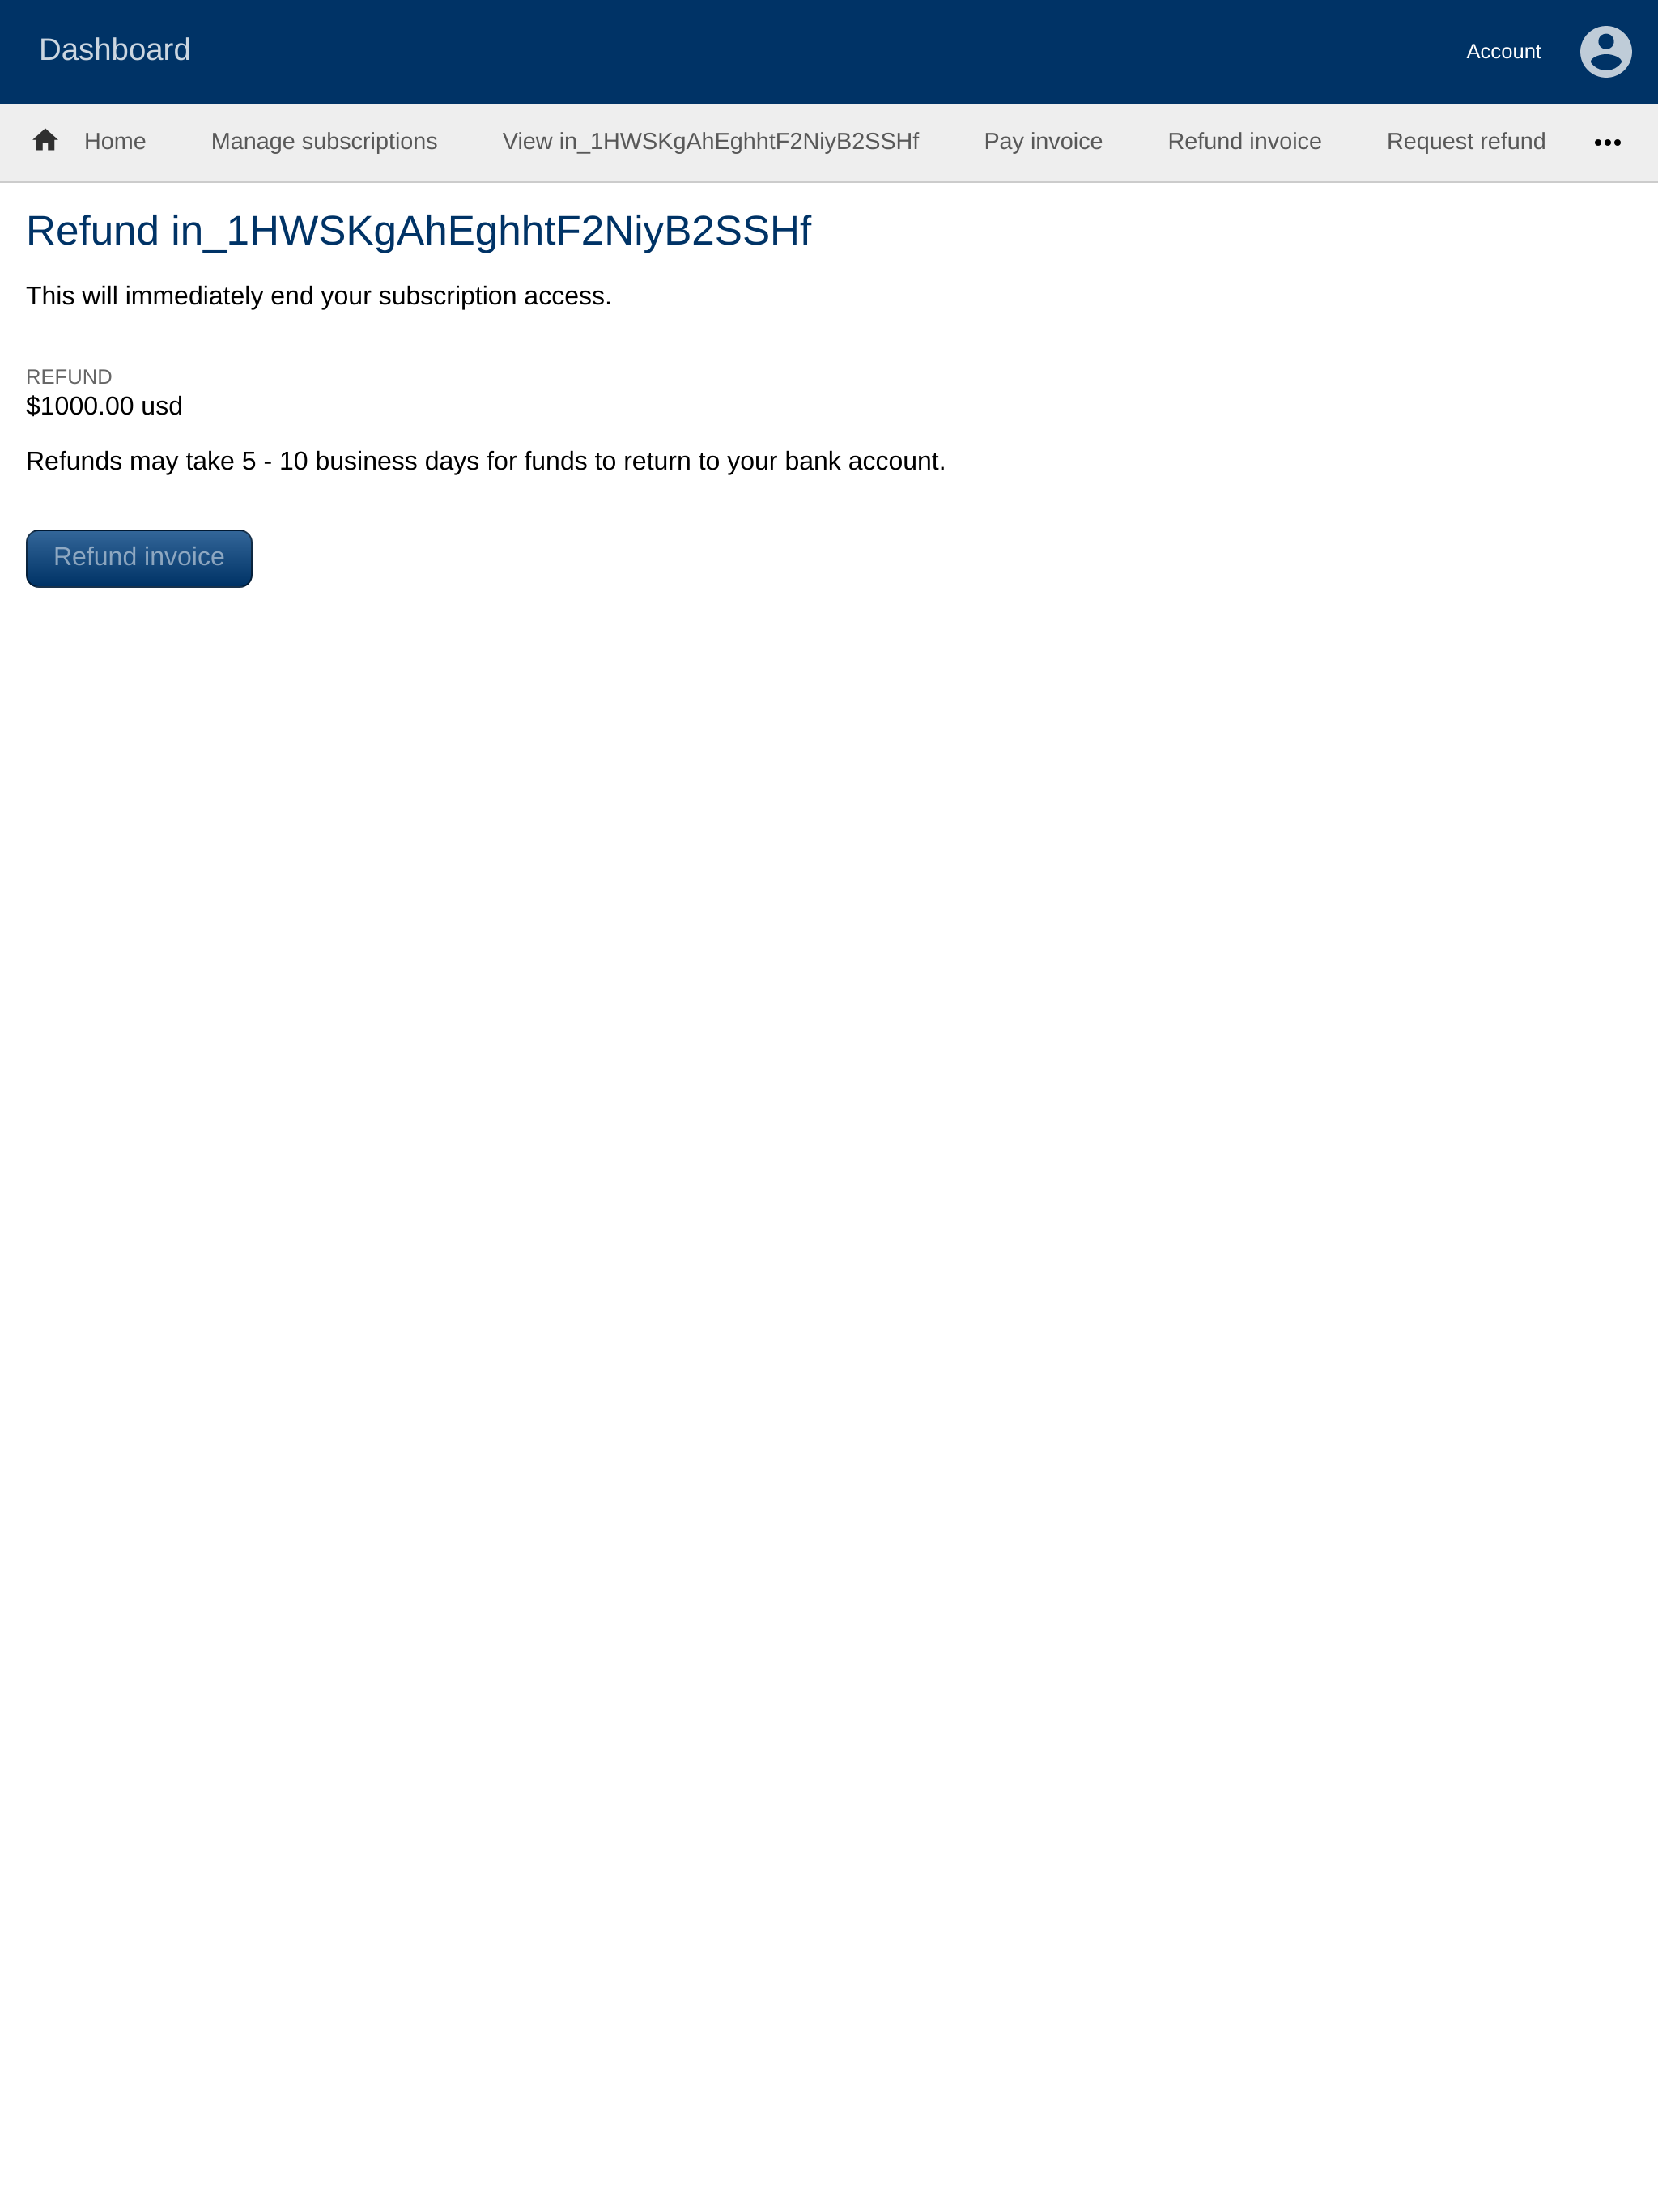 Dashboard
Account
Home Manage subscriptions View in_1HWSKgAhEghhtF2NiyB2SSHf Pay invoice Refund invoice Request refund
Refund in_1HWSKgAhEghhtF2NiyB2SSHf
This will immediately end your subscription access.
REFUND
$1000.00 usd
Refunds may take 5 - 10 business days for funds to return to your bank account.
Refund invoice